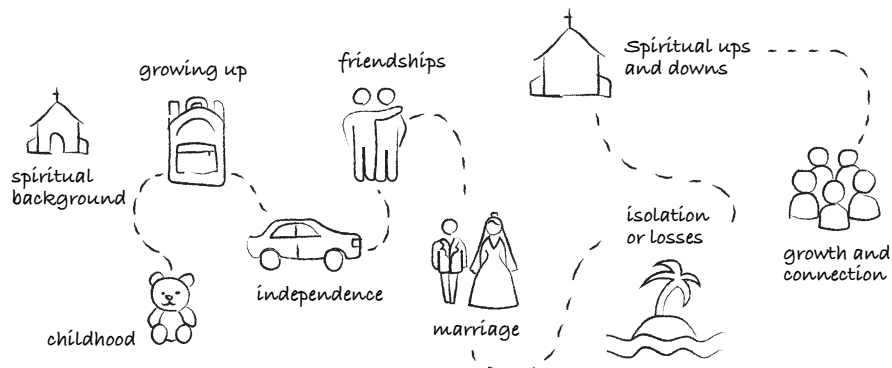 growing up
friendships
Spiritual ups
and downs
spiritual
background
isolation
or losses
growth and
connection
independence
marriage
childhood